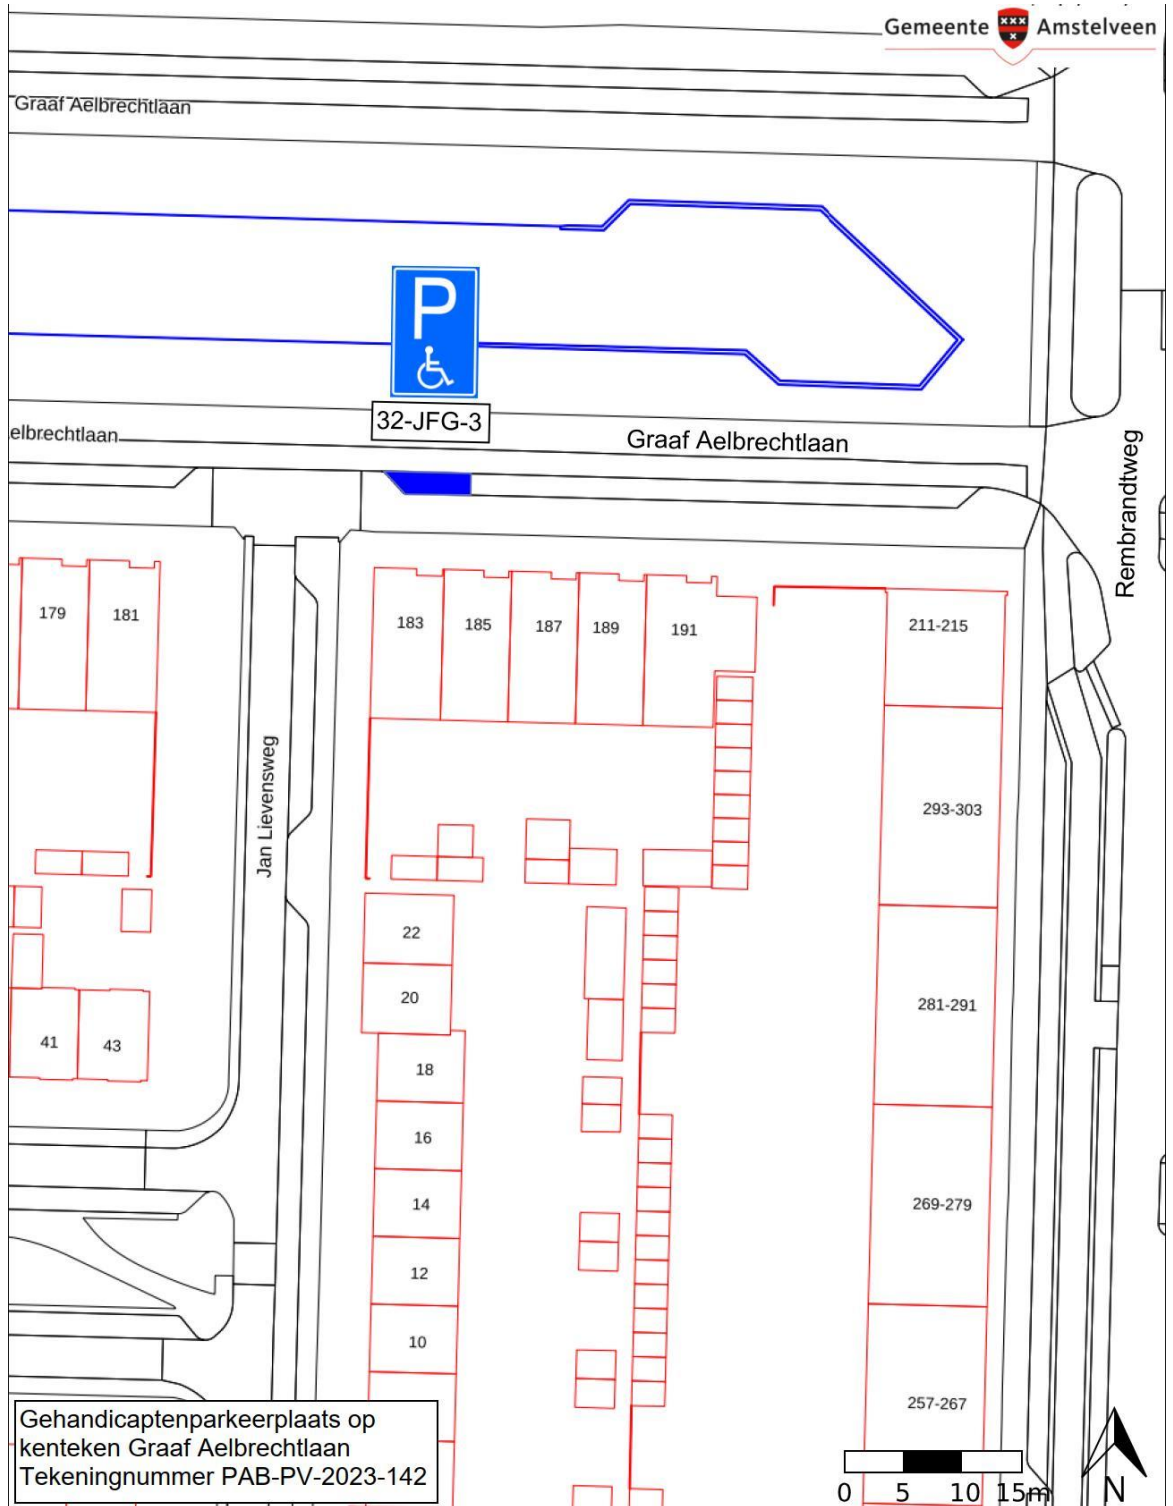 Gemeente Amstelveen
Graaf Aelbrechtlaan
P
32-JFG-3
elbrechtlaan
Graaf Aelbrechtlaan
Rembrandtweg
179
181
183
185
187
189
191
211-215
Jan Lievensweg
293-303
22
20
281-291
41
43
18
16
14
269-279
12
10
257-267
Gehandicaptenparkeerplaats op
kenteken Graaf Aelbrechtlaan
Tekeningnummer PAB-PV-2023-142
0 5 10 15m
N